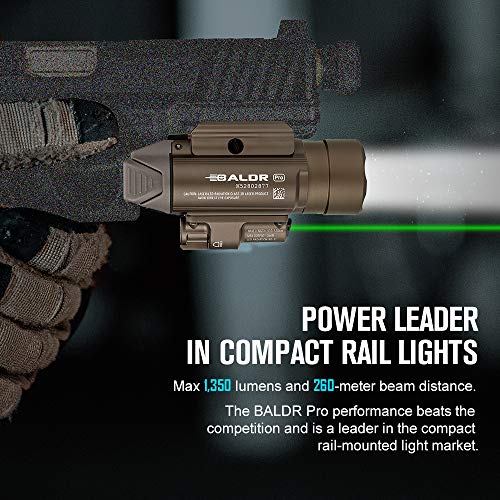 BALDR Pro
X52802877
POWER LEADER
IN COMPACT RAIL LIGHTS
Max 1,350 lumens and 260-meter beam distance.
The BALDR Pro performance beats the
competition and is a leader in the compact
rail-mounted light market.